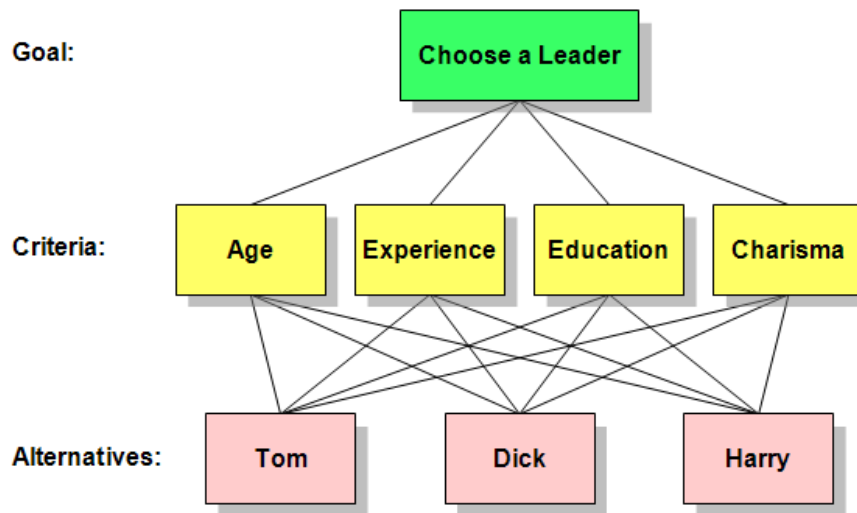 Goal:
Choose a Leader
Criteria:
Age
Experience
Education
Charisma
Alternatives:
Tom
Dick
Harry